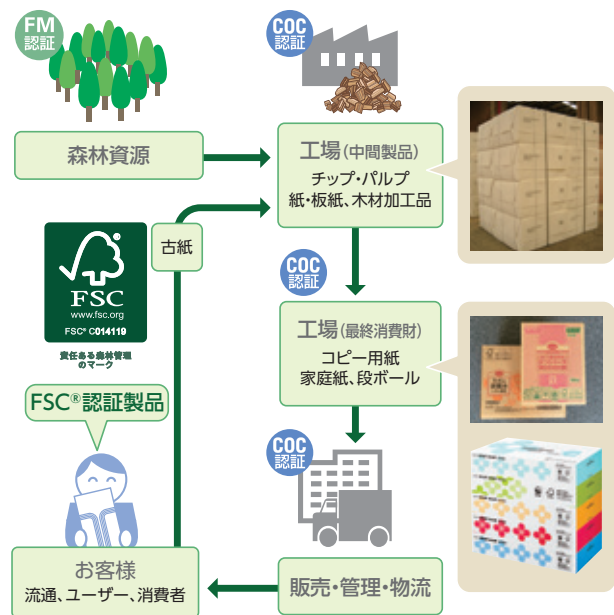 FM
認証
COC
認証
森林資源
工場(中間製品)
チップ・パルプ
紙・板紙、木材加工品
古紙
FSC
www.fsc.org
FSC® C014119
責任ある森林管理
のマーク
COC
認証
工場(最終消費財)
コピー用紙
家庭紙、段ボール
FSC®認証製品
COC
認証
お客様
流通、ユーザー、消費者
販売・管理・物流